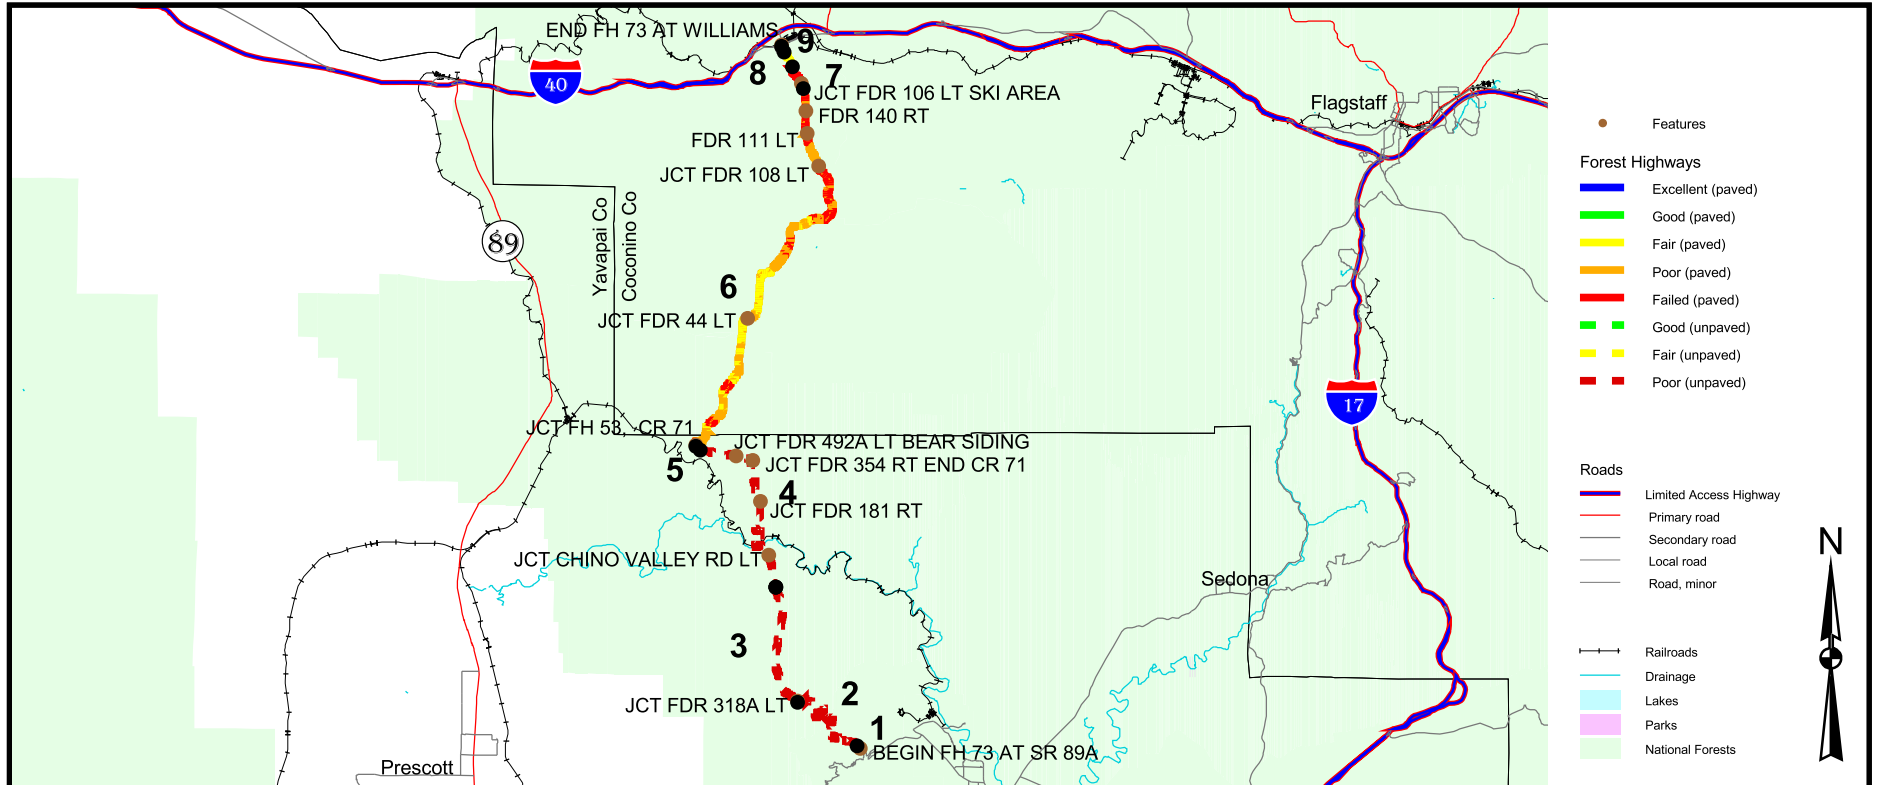 END FH 73 AT WILLIAMS
9
8
7
40
JCT FDR 106 LT SKI AREA
FDR 140 RT
FDR 111 LT
JCT FDR 108 LT
Flagstaff
89
Yavapai Co
Coconino Co
6
JCT FDR 44 LT
17
JCT FH 53, CR 71
JCT FDR 492A LT BEAR SIDING
5
JCT FDR 354 RT END CR 71
4
JCT FDR 181 RT
JCT CHINO VALLEY RD LT
Sedona
3
2
JCT FDR 318A LT
1
BEGIN FH 73 AT SR 89A
Prescott
Features
Forest Highways
Excellent (paved)
Good (paved)
Fair (paved)
Poor (paved)
Failed (paved)
Good (unpaved)
Fair (unpaved)
Poor (unpaved)
Roads
Limited Access Highway
Primary road
Secondary road
Local road
Road, minor
N
Railroads
Drainage
Lakes
Parks
National Forests